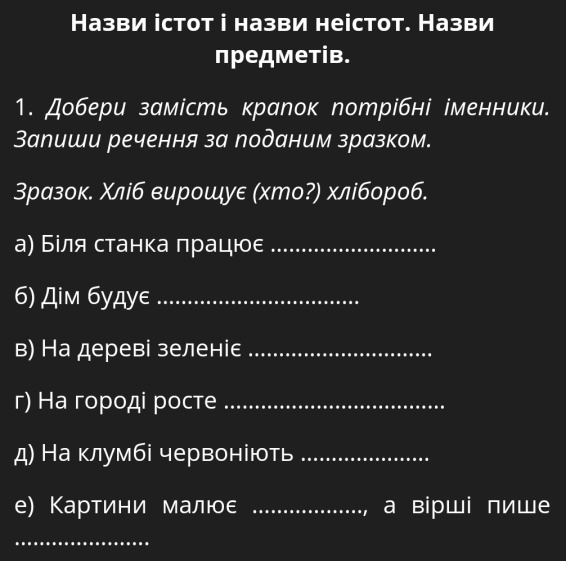 Назви істот і назви неістот. Назви
предметів.
1. Добери замість крапок потрібні іменники.
Запиши речення за поданим зразком.
Зразок. Хліб вирощує (хто?) хлібороб.
а) Біля станка працює ...........................
б) Дім будує .................................
в) На дереві зеленіє ..............................
г) На городі росте ....................................
д) На клумбі червоніють .....................
е) Картини малює .................., а вірші пише
......................